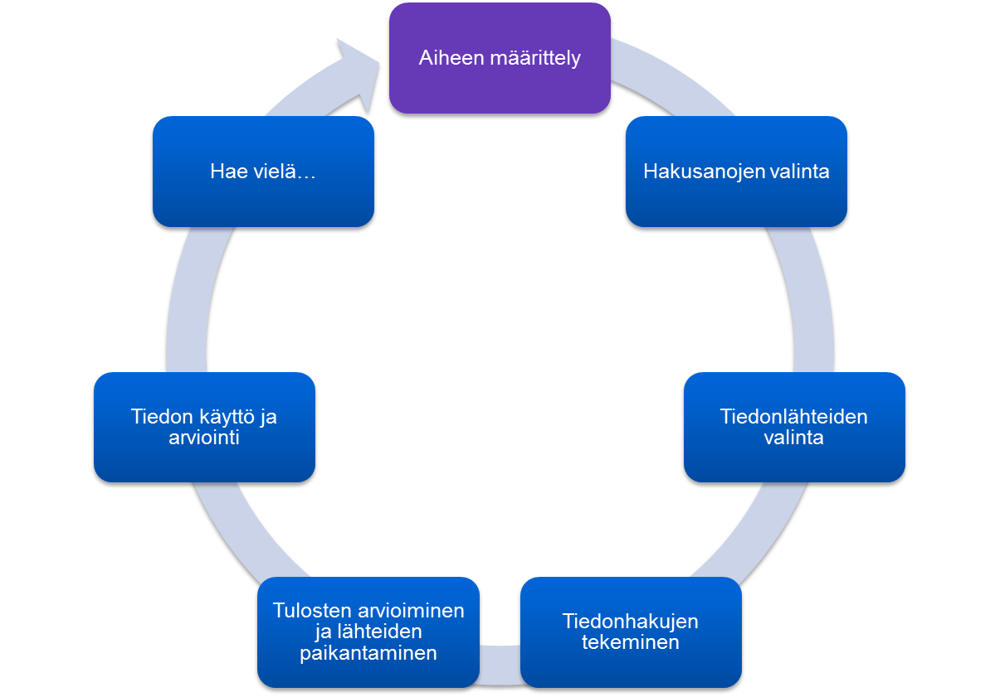 Aiheen määrittely
Hakusanojen valinta
Tiedonlähteiden
valinta
Tiedonhakujen
tekeminen
Tulosten arvioiminen
ja lähteiden
paikantaminen
Tiedon käyttö ja
arviointi
Hae vielä…